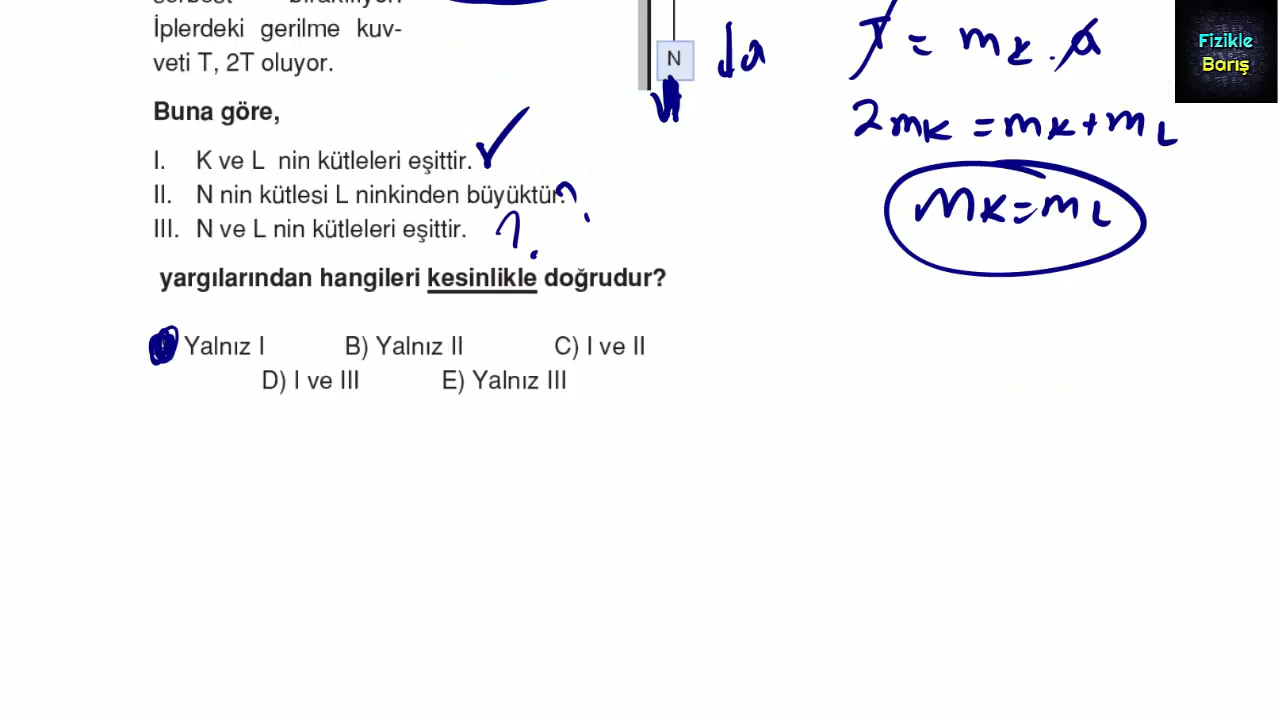 İplerdeki gerilme kuv-
veti T, 2T oluyor.
N
a
T = mK . a
Fizikle
Barış
Buna göre,
2mK = mK + mL
I. K ve L nin kütleleri eşittir.
II. N nin kütlesi L ninkinden büyüktür. ?
mK = mL
III. N ve L nin kütleleri eşittir. ?
yargılarından hangileri kesinlikle doğrudur?
Yalnız I B) Yalnız II C) I ve II
D) I ve III E) Yalnız III